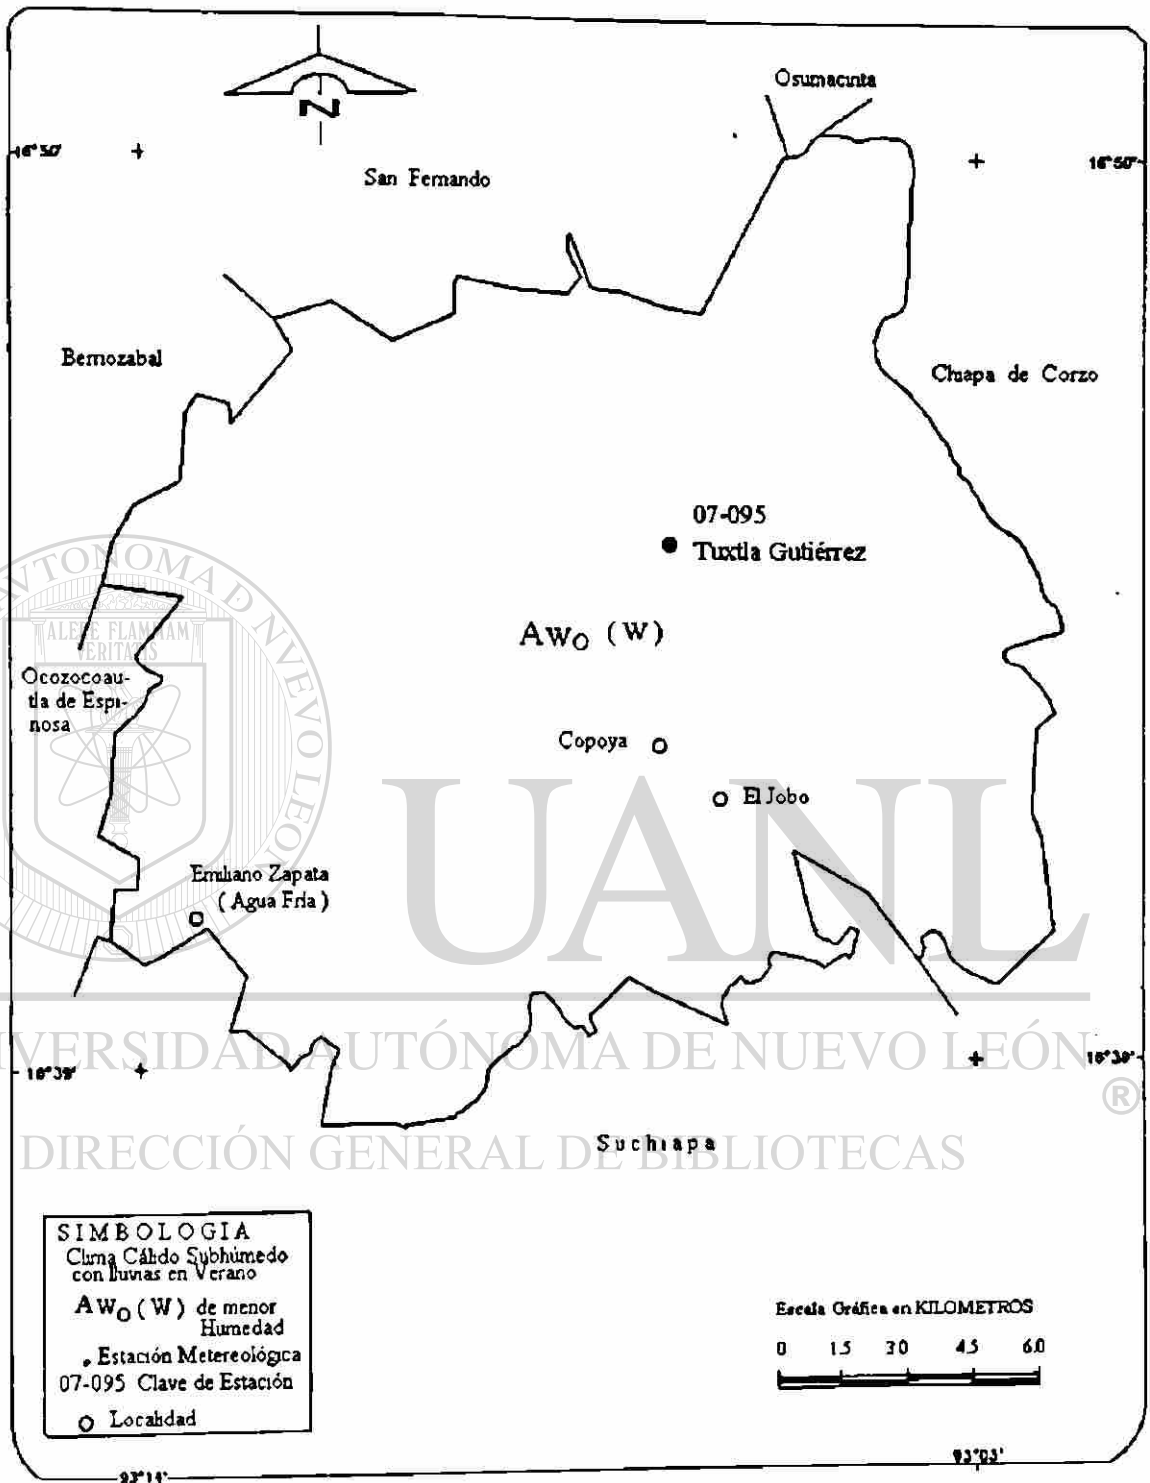 Osumacinta
N
16°50'
16°50'
San Fernando
Berriozabal
Chiapa de Corzo
07-095
Tuxtla Gutiérrez
AWO (W)
Ocozocoau-
tla de Espi-
nosa
Copoya
El Jobo
Emiliano Zapata
(Agua Fría)
16°39'
16°39'
Suchiapa
ALERE FLAMMAM
VERITATIS
UANL
UNIVERSIDAD AUTÓNOMA DE NUEVO LEÓN
®
DIRECCIÓN GENERAL DE BIBLIOTECAS
SIMBOLOGIA
Clima Cálido Subhúmedo
con lluvias en Verano
AWO (W) de menor
Humedad
Estación Metereológica
07-095 Clave de Estación
Localidad
Escala Gráfica en KILOMETROS
0 1.5 3.0 4.5 6.0
93°14'
93°03'